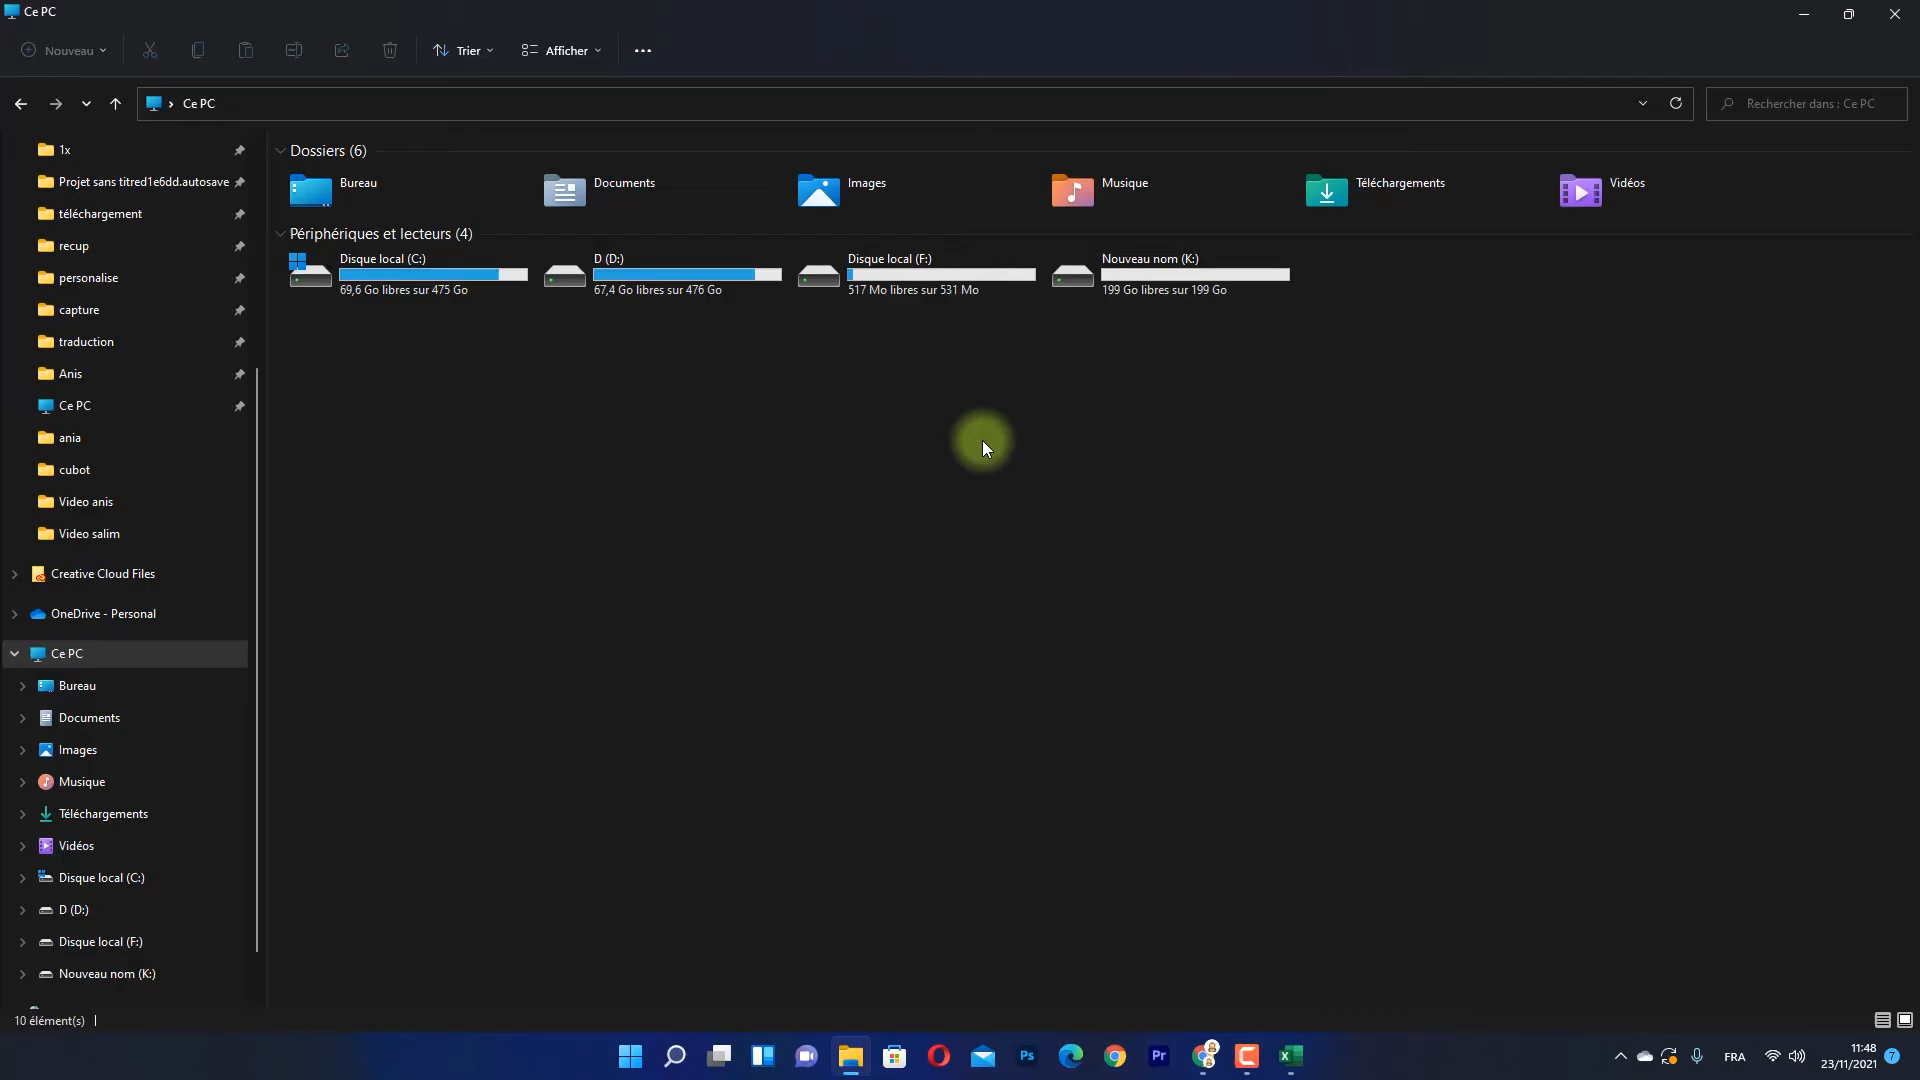 Ce PC
Nouveau
Trier
Afficher
Ce PC
Rechercher dans : Ce PC
1x
Projet sans titred1e6dd.autosave
téléchargement
recup
personalise
capture
traduction
Anis
Ce PC
ania
cubot
Video anis
Video salim
Creative Cloud Files
OneDrive - Personal
Ce PC
Bureau
Documents
Images
Musique
Téléchargements
Vidéos
Disque local (C:)
D (D:)
Disque local (F:)
Nouveau nom (K:)
Dossiers (6)
Bureau
Documents
Images
Musique
Téléchargements
Vidéos
Périphériques et lecteurs (4)
Disque local (C:)
69,6 Go libres sur 475 Go
D (D:)
67,4 Go libres sur 476 Go
Disque local (F:)
517 Mo libres sur 531 Mo
Nouveau nom (K:)
199 Go libres sur 199 Go
10 élément(s)
Ps
Pr
FRA
11:48
23/11/2021
7